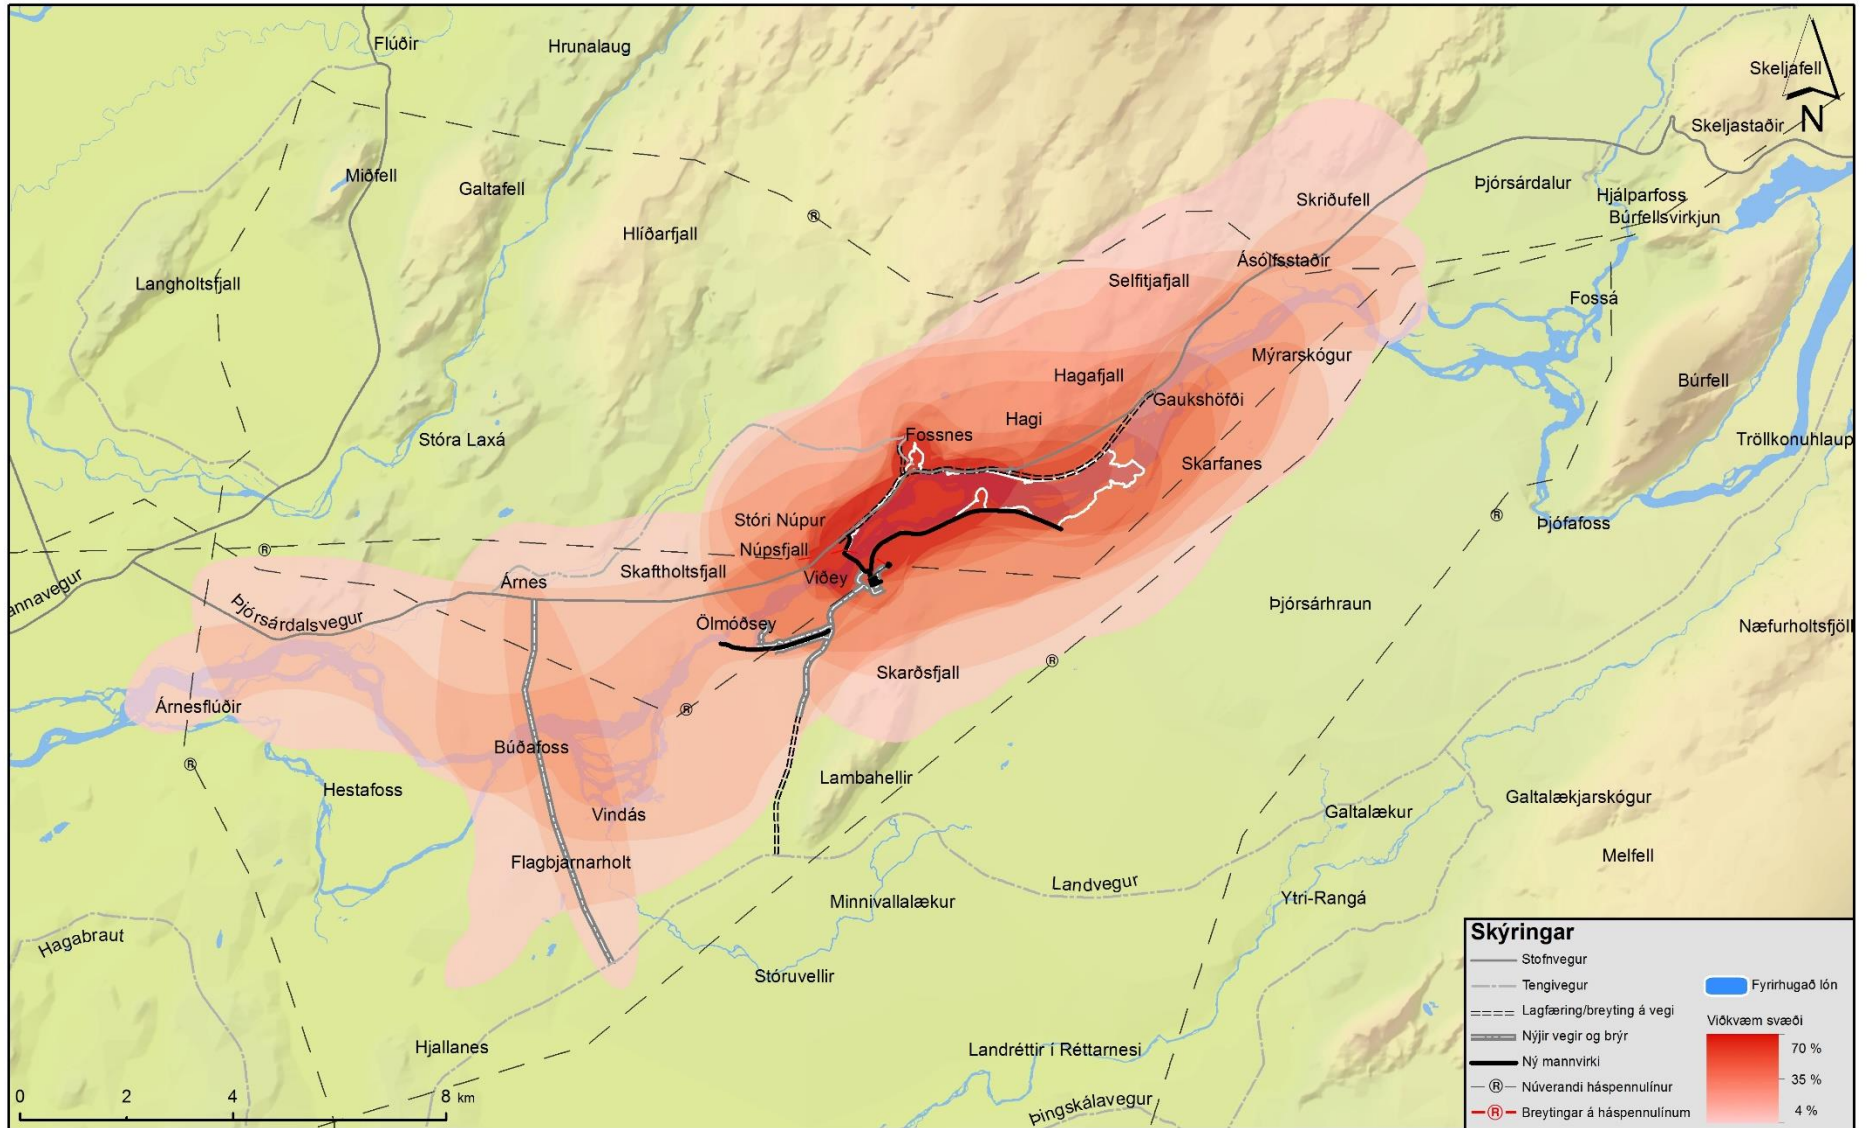 Flúðir
Hrunalaug
Skeljafell
N
Skeljastaðir
Miðfell
Galtafell
Þjórsárdalur
Hjálparfoss
Skriðufell
Búrfellsvirkjun
Hlíðarfjall
Ⓡ
Ásólfsstaðir
Langholtsfjall
Selfitjafjall
Fossá
Mýrarskógur
Hagafjall
Búrfell
Gaukshöfði
Hagi
Fossnes
Stóra Laxá
Tröllkonuhlaup
Skarfanes
Stóri Núpur
Ⓡ
Þjófafoss
Núpsfjall
Ⓡ
Skaftholtsfjall
Viðey
Árnes
annavegur
Þjórsárdalsvegur
Þjórsárhraun
Ölmóðsey
Næfurholtsfjöll
Ⓡ
Skarðsfjall
Árnesflúðir
Ⓡ
Búðafoss
Ⓡ
Lambahellir
Hestafoss
Galtalækjarskógur
Vindás
Galtalækur
Flagbjarnarholt
Melfell
Landvegur
Minnivallalækur
Ytri-Rangá
Hagabraut
Stóruvellir
Hjallanes
Landréttir í Réttarnesi
Þingskálavegur
0 2 4 8 km
Skýringar
Stofnvegur
Tengivegur
Lagfæring/breyting á vegi
Nýjir vegir og brýr
Ný mannvirki
Ⓡ Núverandi háspennulínur
Ⓡ Breytingar á háspennulínum
Fyrirhugað lón
Viðkvæm svæði
70 %
35 %
4 %